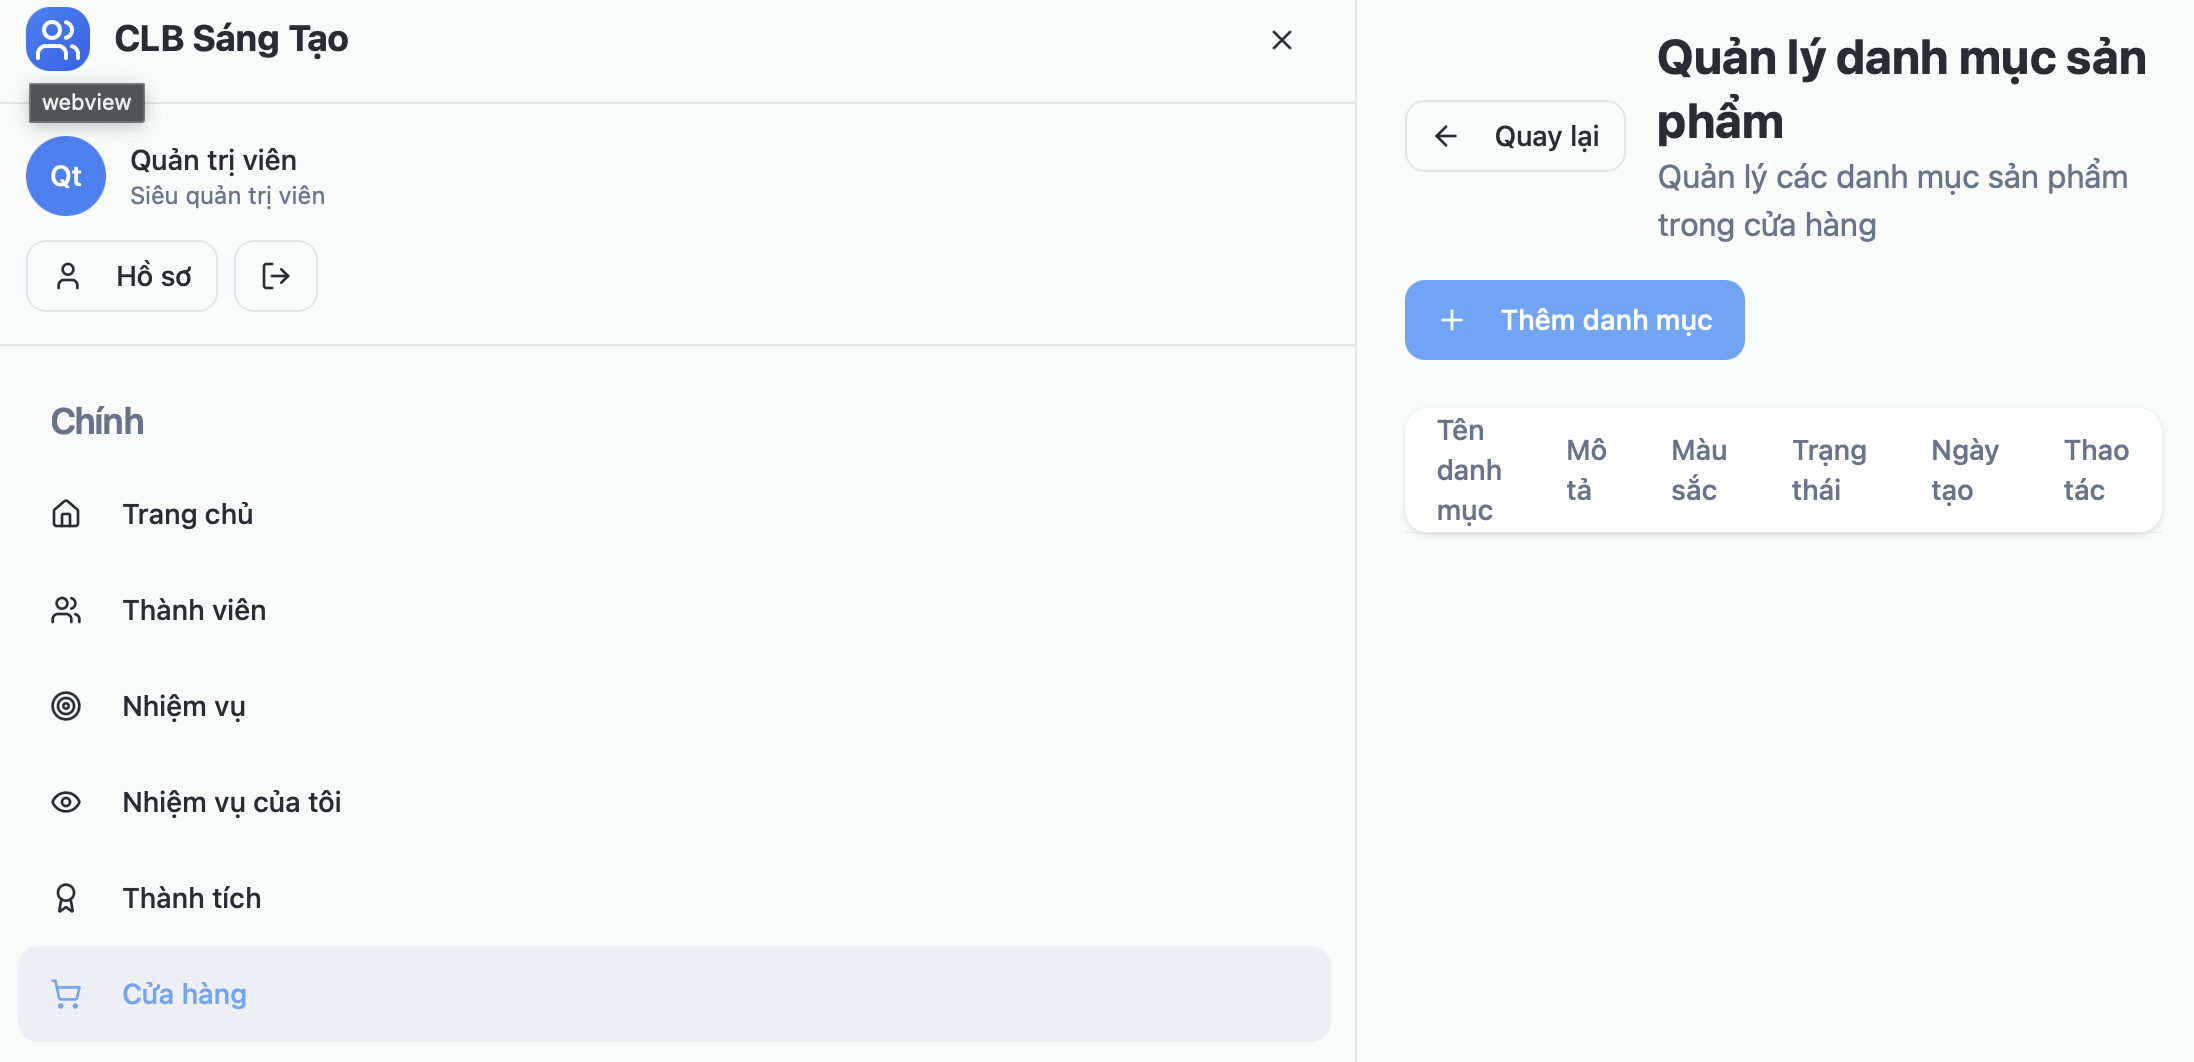 CLB Sáng Tạo
webview
Qt
Quản trị viên
Siêu quản trị viên
Hồ sơ
Chính
Trang chủ
Thành viên
Nhiệm vụ
Nhiệm vụ của tôi
Thành tích
Cửa hàng
Quay lại
Quản lý danh mục sản
phẩm
Quản lý các danh mục sản phẩm
trong cửa hàng
Thêm danh mục
Tên
danh
mục
Mô
tả
Màu
sắc
Trạng
thái
Ngày
tạo
Thao
tác